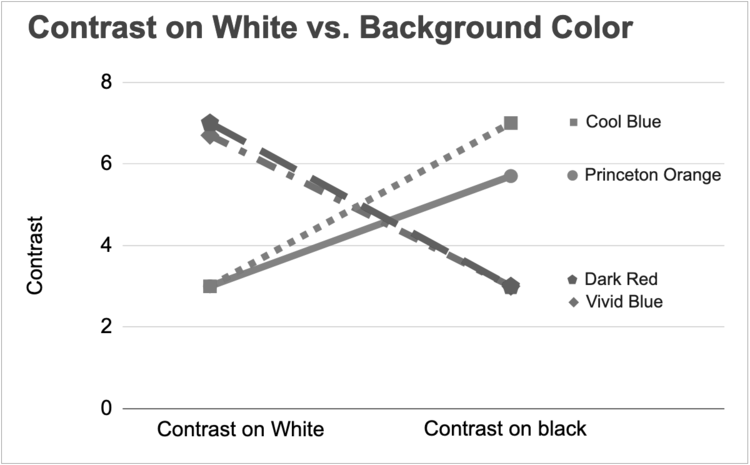 Contrast on White vs. Background Color
8
6
4
2
0
Contrast
Cool Blue
Princeton Orange
Dark Red
Vivid Blue
Contrast on White
Contrast on black